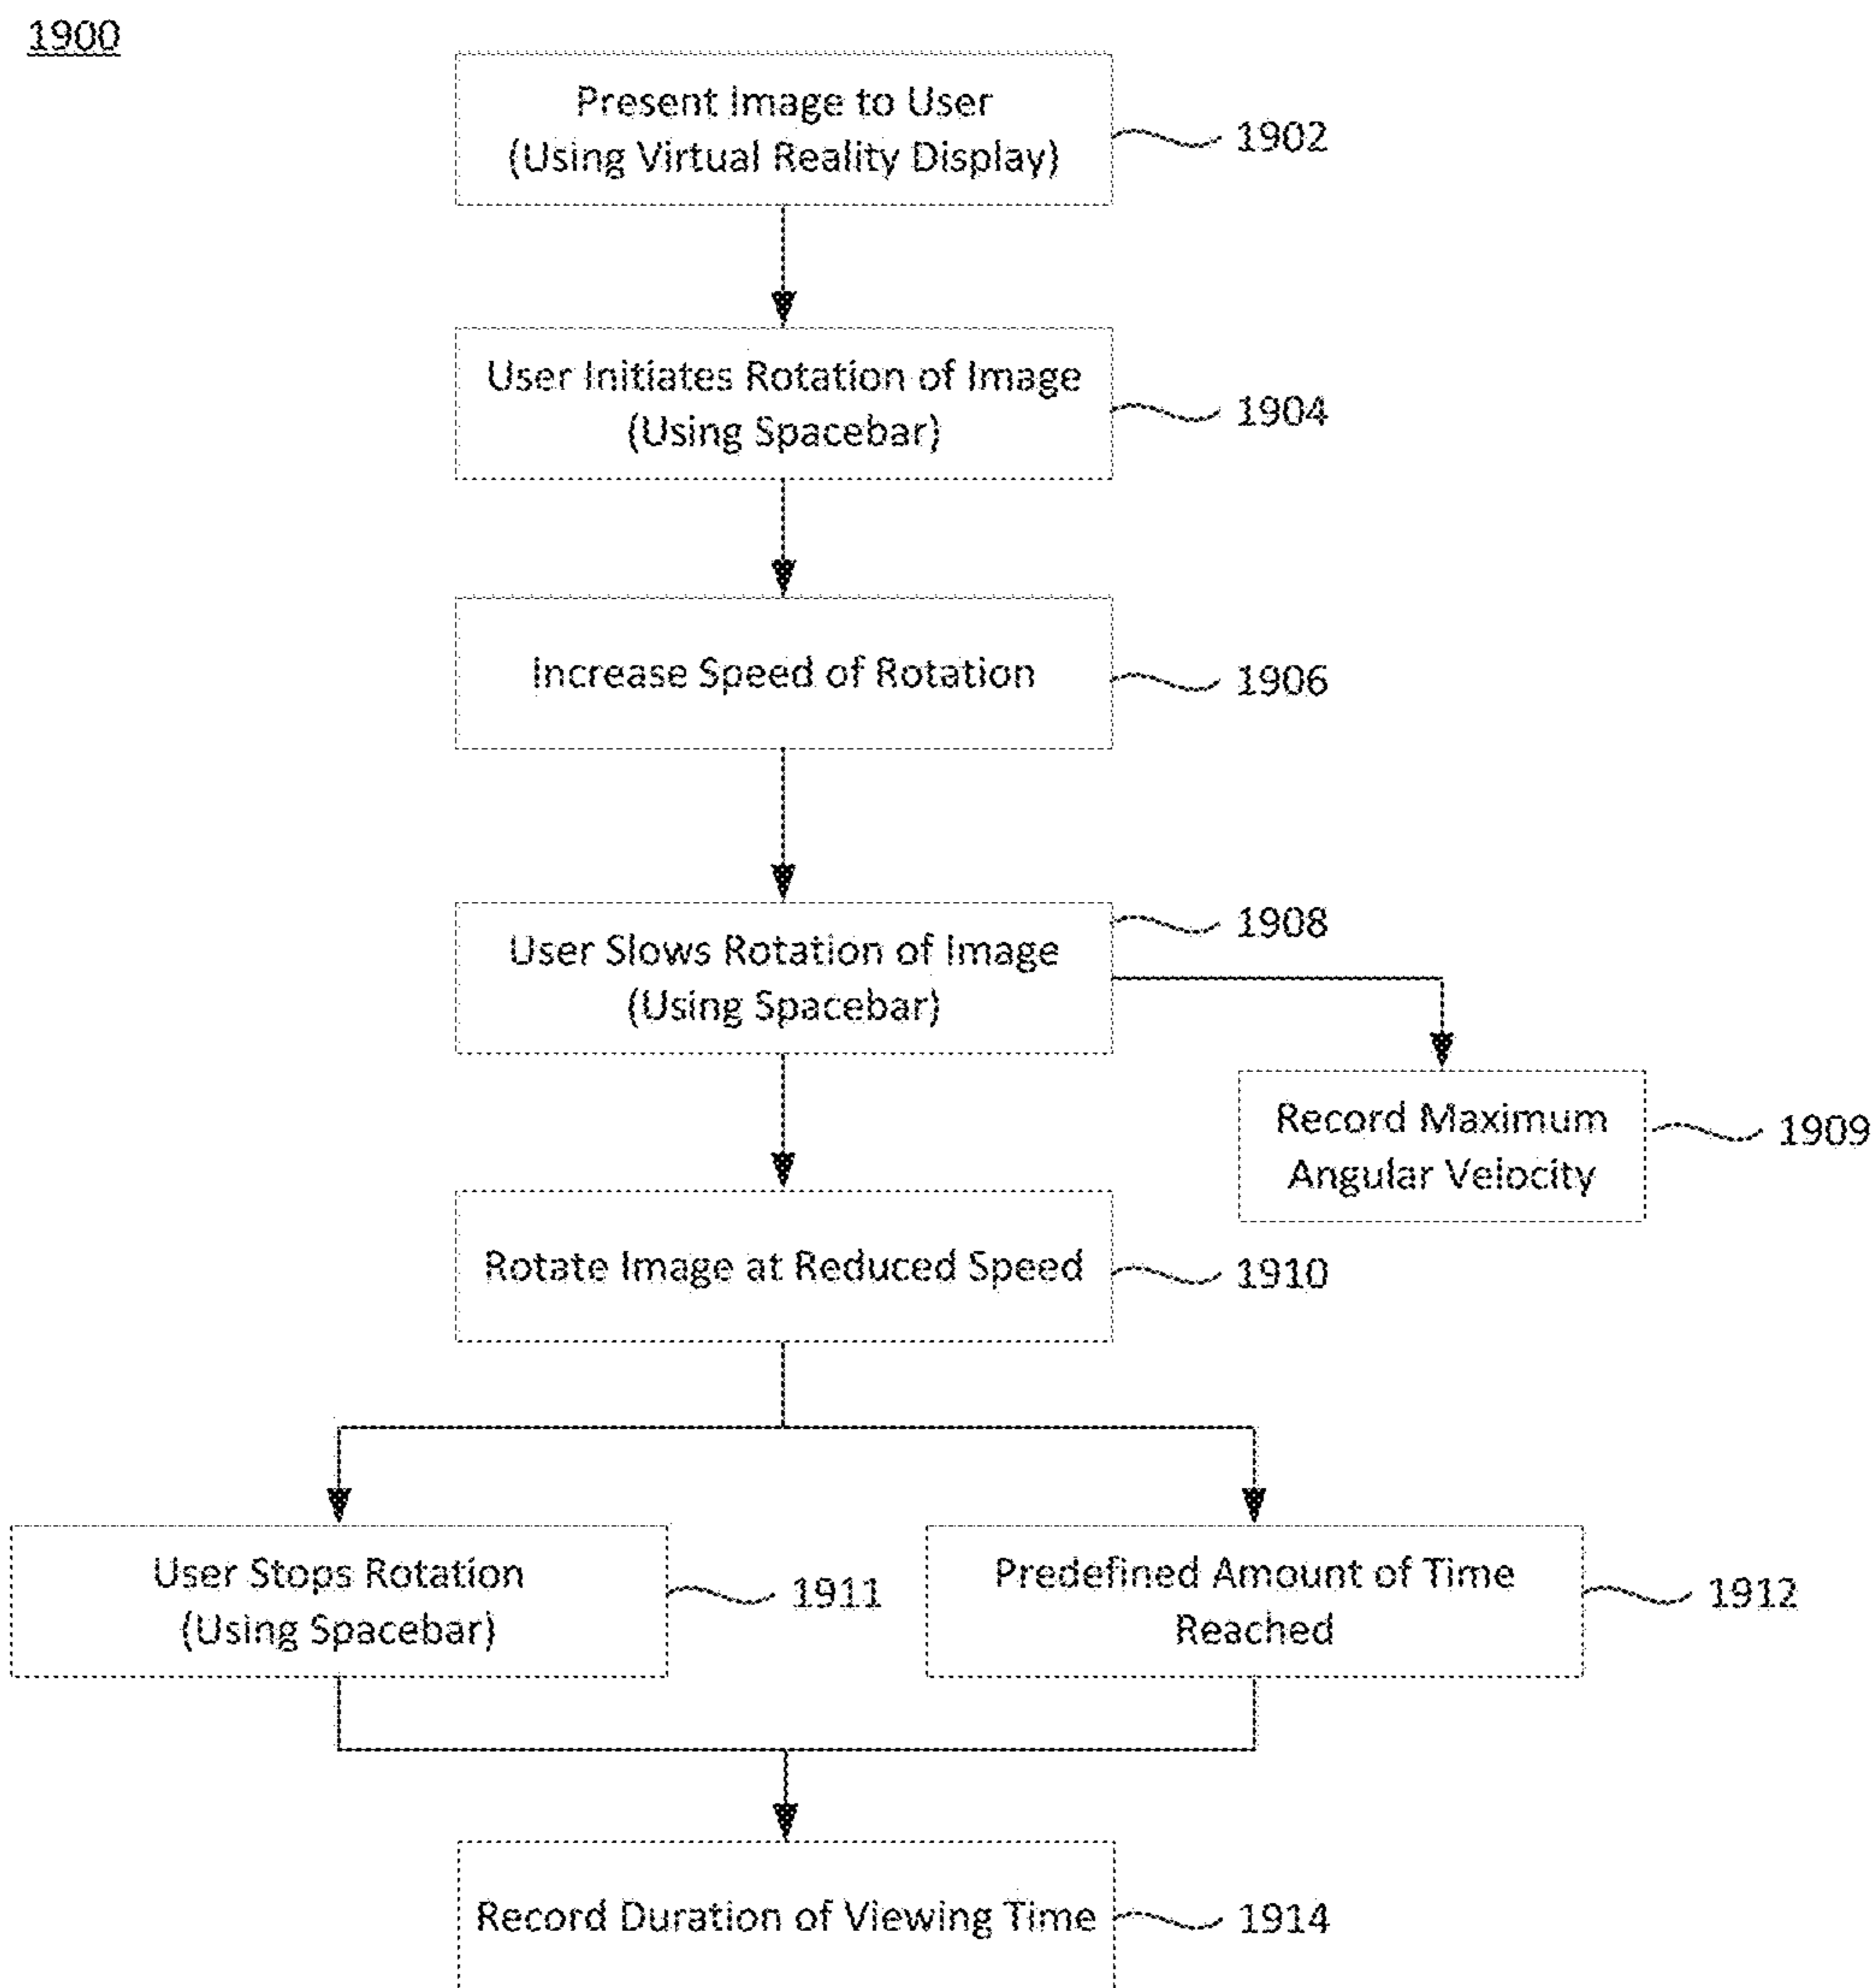 1900
Present Image to User
(Using Virtual Reality Display)
1902
User Initiates Rotation of Image
(Using Spacebar)
1904
Increase Speed of Rotation
1906
User Slows Rotation of Image
(Using Spacebar)
1908
Record Maximum
Angular Velocity
1909
Rotate Image at Reduced Speed
1910
User Stops Rotation
(Using Spacebar)
1911
Predefined Amount of Time
Reached
1912
Record Duration of Viewing Time
1914